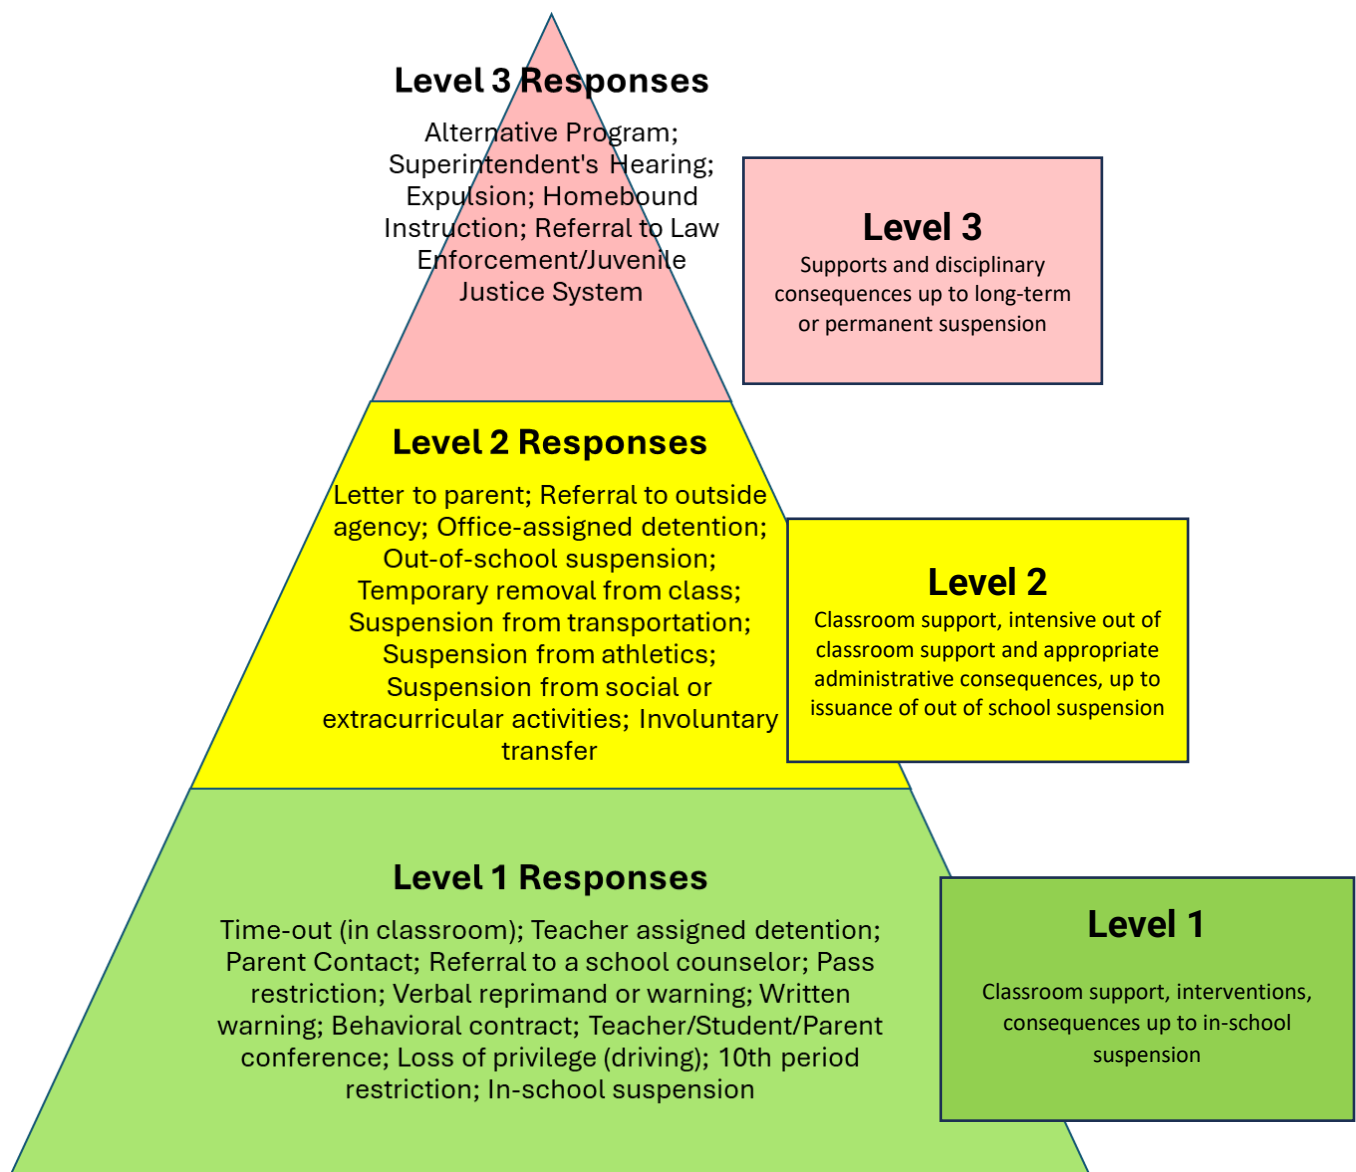 Level 3 Responses
Alternative Program;
Superintendent's Hearing;
Expulsion; Homebound
Instruction; Referral to Law
Enforcement/Juvenile
Justice System
Level 3
Supports and disciplinary
consequences up to long-term
or permanent suspension
Level 2 Responses
Letter to parent; Referral to outside
agency; Office-assigned detention;
Out-of-school suspension;
Temporary removal from class;
Suspension from transportation;
Suspension from athletics;
Suspension from social or
extracurricular activities; Involuntary
transfer
Level 2
Classroom support, intensive out of
classroom support and appropriate
administrative consequences, up to
issuance of out of school suspension
Level 1 Responses
Time-out (in classroom); Teacher assigned detention;
Parent Contact; Referral to a school counselor; Pass
restriction; Verbal reprimand or warning; Written
warning; Behavioral contract; Teacher/Student/Parent
conference; Loss of privilege (driving); 10th period
restriction; In-school suspension
Level 1
Classroom support, interventions,
consequences up to in-school
suspension